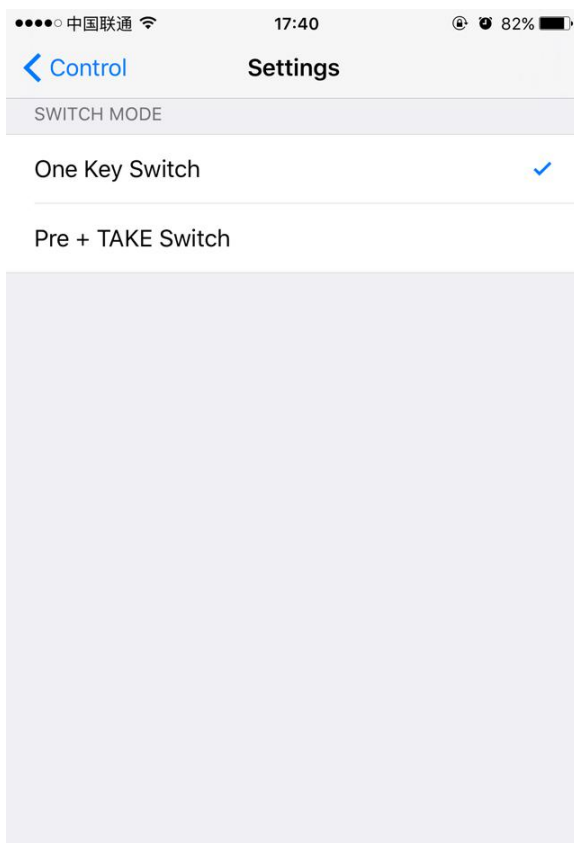 中国联通 17:40 82%
Control Settings
SWITCH MODE
One Key Switch
Pre + TAKE Switch